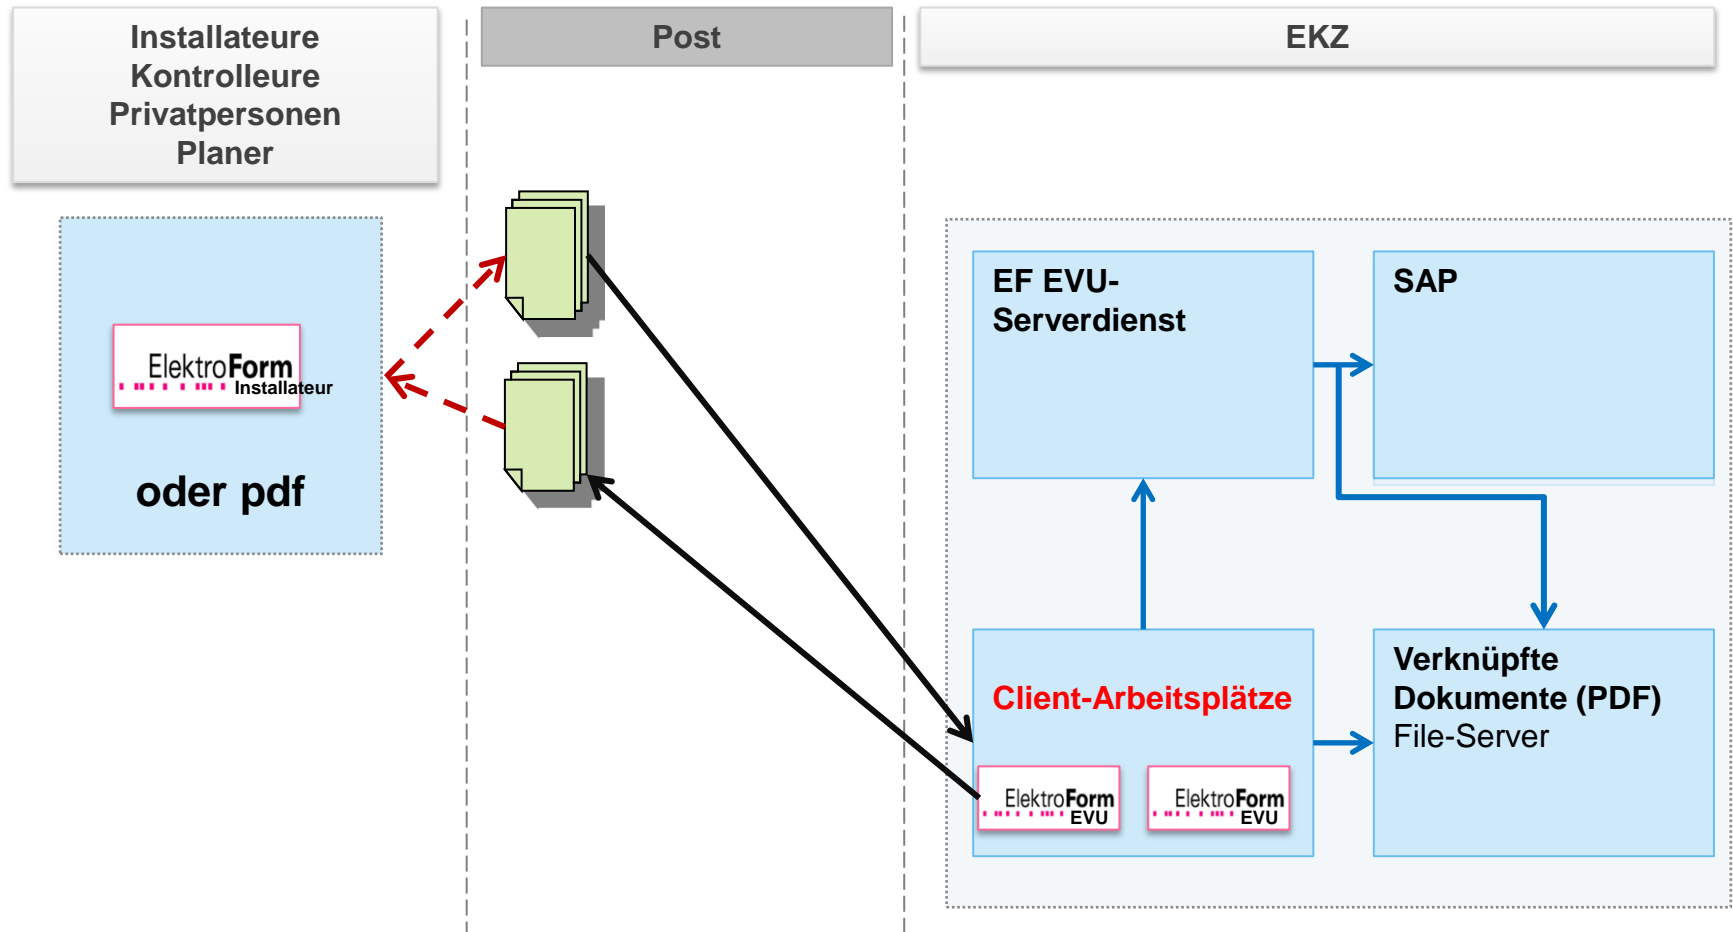 Installateure
Kontrolleure
Privatpersonen
Planer
Post
EKZ
ElektroForm
Installateur
oder pdf
EF EVU-
Serverdienst
SAP
Client-Arbeitsplätze
ElektroForm
EVU
ElektroForm
EVU
Verknüpfte
Dokumente (PDF)
File-Server